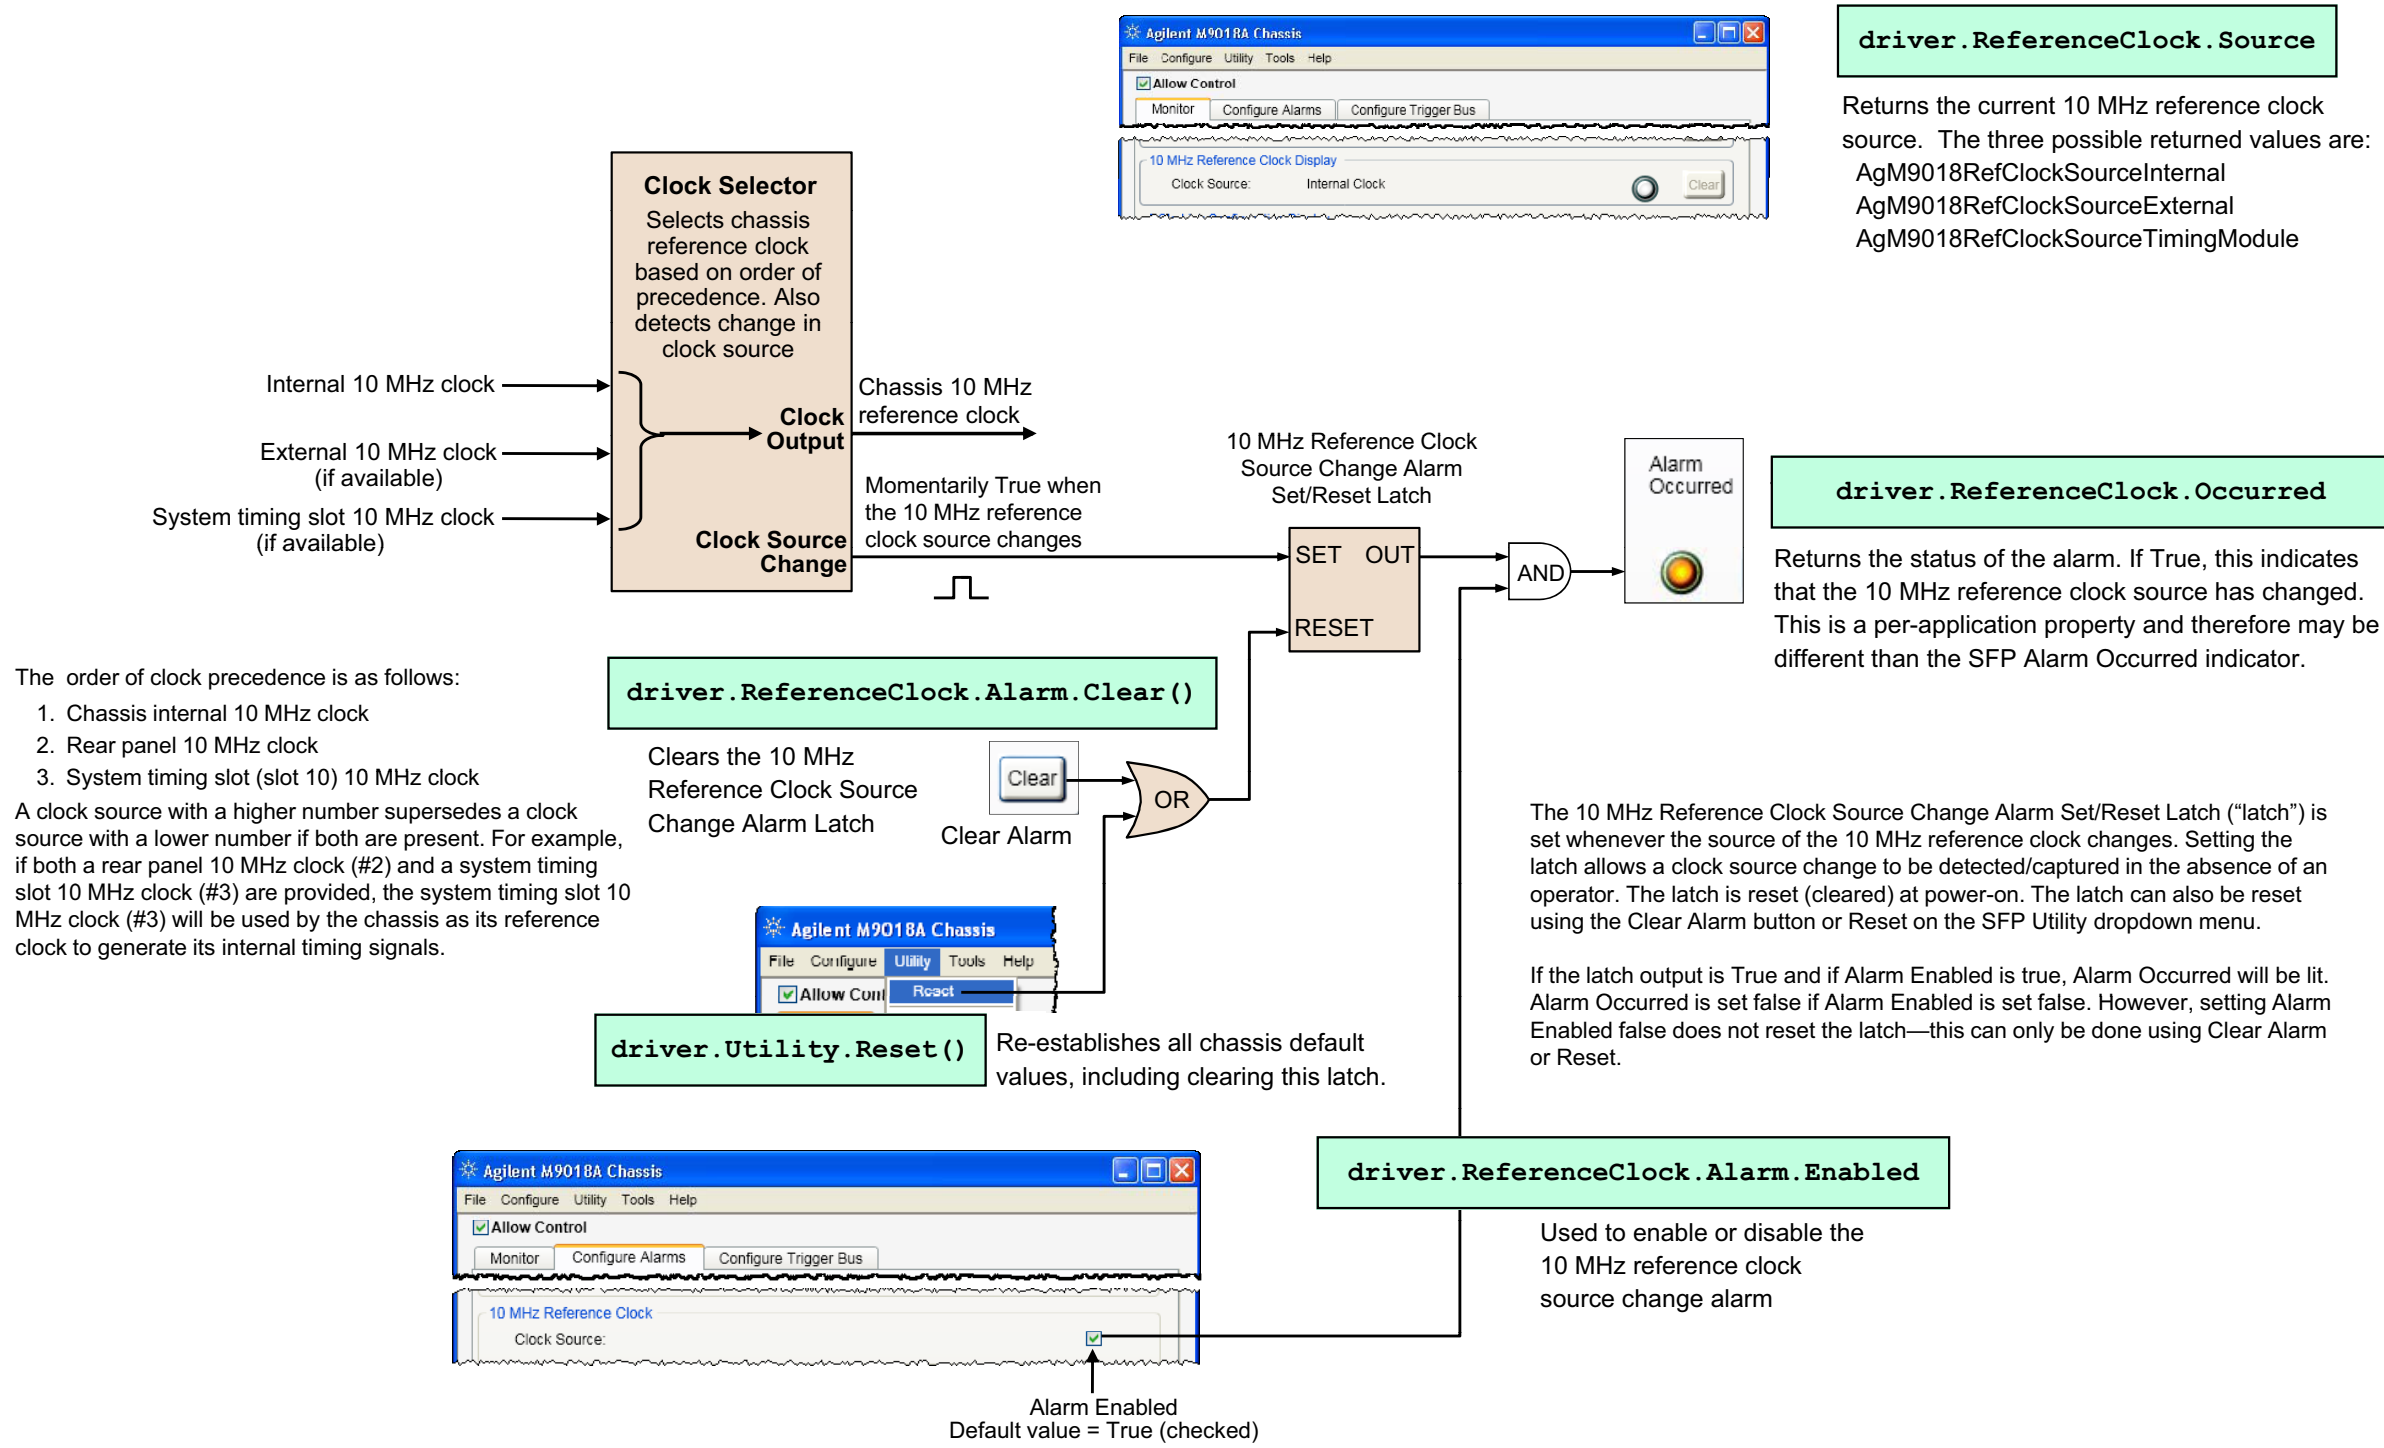 Agilent M9018A Chassis
File Configure Utility Tools Help
Allow Control
Monitor Configure Alarms Configure Trigger Bus
10 MHz Reference Clock Display
Clock Source: Internal Clock Clear
driver.ReferenceClock.Source
Returns the current 10 MHz reference clock
source. The three possible returned values are:
AgM9018RefClockSourceInternal
AgM9018RefClockSourceExternal
AgM9018RefClockSourceTimingModule
Clock Selector
Selects chassis
reference clock
based on order of
precedence. Also
detects change in
clock source
Internal 10 MHz clock
External 10 MHz clock
(if available)
System timing slot 10 MHz clock
(if available)
Clock
Output
Clock Source
Change
Chassis 10 MHz
reference clock
Momentarily True when
the 10 MHz reference
clock source changes
10 MHz Reference Clock
Source Change Alarm
Set/Reset Latch
SET OUT
RESET
AND
Alarm
Occurred
driver.ReferenceClock.Occurred
Returns the status of the alarm. If True, this indicates
that the 10 MHz reference clock source has changed.
This is a per-application property and therefore may be
different than the SFP Alarm Occurred indicator.
The order of clock precedence is as follows:
1. Chassis internal 10 MHz clock
2. Rear panel 10 MHz clock
3. System timing slot (slot 10) 10 MHz clock
A clock source with a higher number supersedes a clock
source with a lower number if both are present. For example,
if both a rear panel 10 MHz clock (#2) and a system timing
slot 10 MHz clock (#3) are provided, the system timing slot 10
MHz clock (#3) will be used by the chassis as its reference
clock to generate its internal timing signals.
driver.ReferenceClock.Alarm.Clear()
Clears the 10 MHz
Reference Clock Source
Change Alarm Latch
Clear
Clear Alarm
OR
Agilent M9018A Chassis
File Configure Utility Tools Help
Allow Cont Reset
driver.Utility.Reset()
Re-establishes all chassis default
values, including clearing this latch.
The 10 MHz Reference Clock Source Change Alarm Set/Reset Latch (“latch”) is
set whenever the source of the 10 MHz reference clock changes. Setting the
latch allows a clock source change to be detected/captured in the absence of an
operator. The latch is reset (cleared) at power-on. The latch can also be reset
using the Clear Alarm button or Reset on the SFP Utility dropdown menu.
If the latch output is True and if Alarm Enabled is true, Alarm Occurred will be lit.
Alarm Occurred is set false if Alarm Enabled is set false. However, setting Alarm
Enabled false does not reset the latch—this can only be done using Clear Alarm
or Reset.
driver.ReferenceClock.Alarm.Enabled
Used to enable or disable the
10 MHz reference clock
source change alarm
Agilent M9018A Chassis
File Configure Utility Tools Help
Allow Control
Monitor Configure Alarms Configure Trigger Bus
10 MHz Reference Clock
Clock Source:
Alarm Enabled
Default value = True (checked)